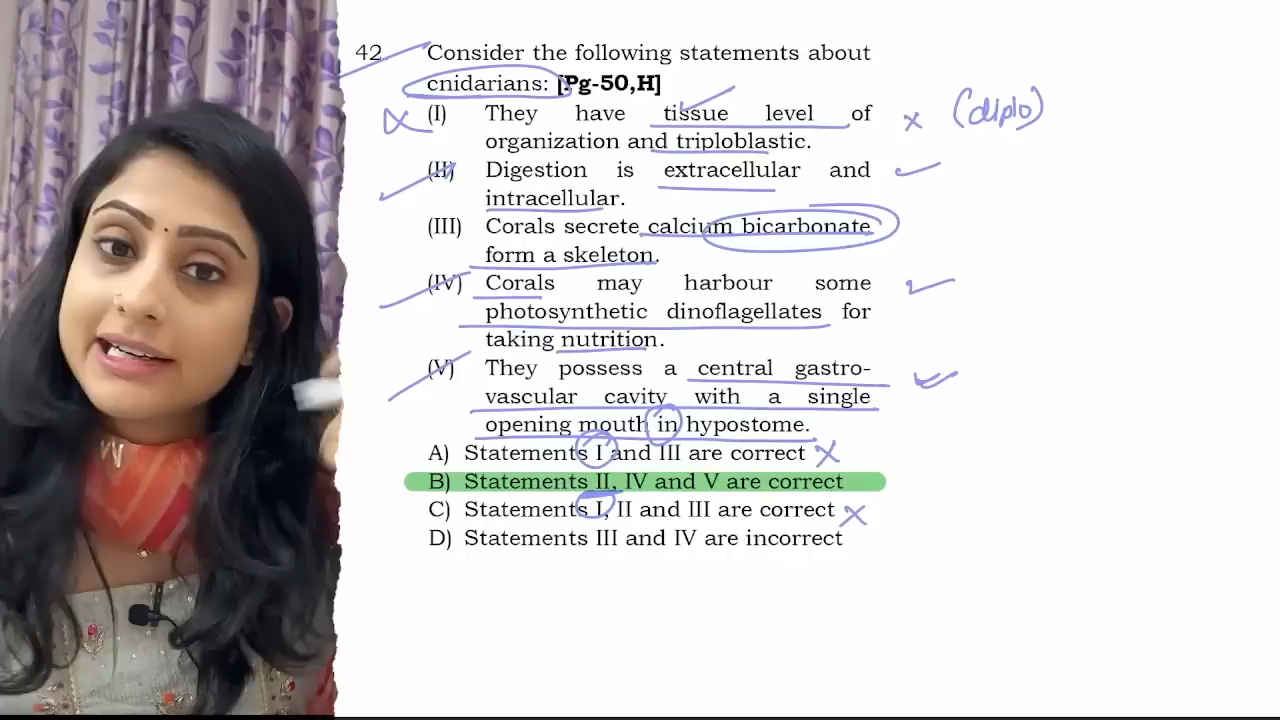 42 Consider the following statements about
cnidarians: [Pg-50,H]
(I) They have tissue level of
organization and triploblastic.
(diplo)
(II) Digestion is extracellular and
intracellular.
(III) Corals secrete calcium bicarbonate
form a skeleton.
(IV) Corals may harbour some
photosynthetic dinoflagellates for
taking nutrition.
(V) They possess a central gastro-
vascular cavity with a single
opening mouth in hypostome.
A) Statements I and III are correct
B) Statements II, IV and V are correct
C) Statements I, II and III are correct
D) Statements III and IV are incorrect